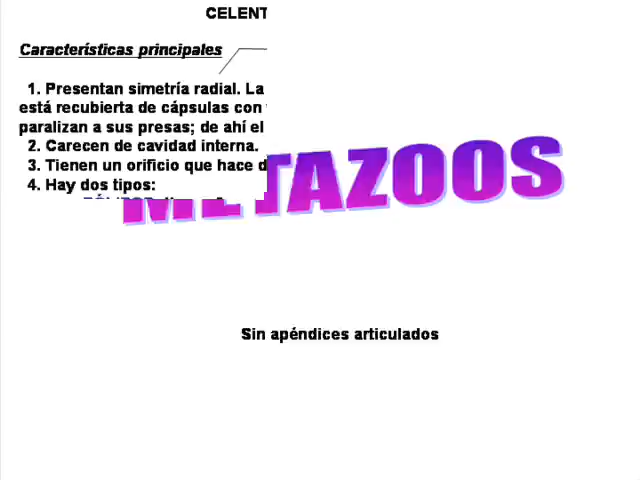 CELENT
Características principales
1. Presentan simetría radial. La
está recubierta de cápsulas con
paralizan a sus presas; de ahí el
2. Carecen de cavidad interna.
3. Tienen un orificio que hace d
4. Hay dos tipos:
METAZOOS
Sin apéndices articulados